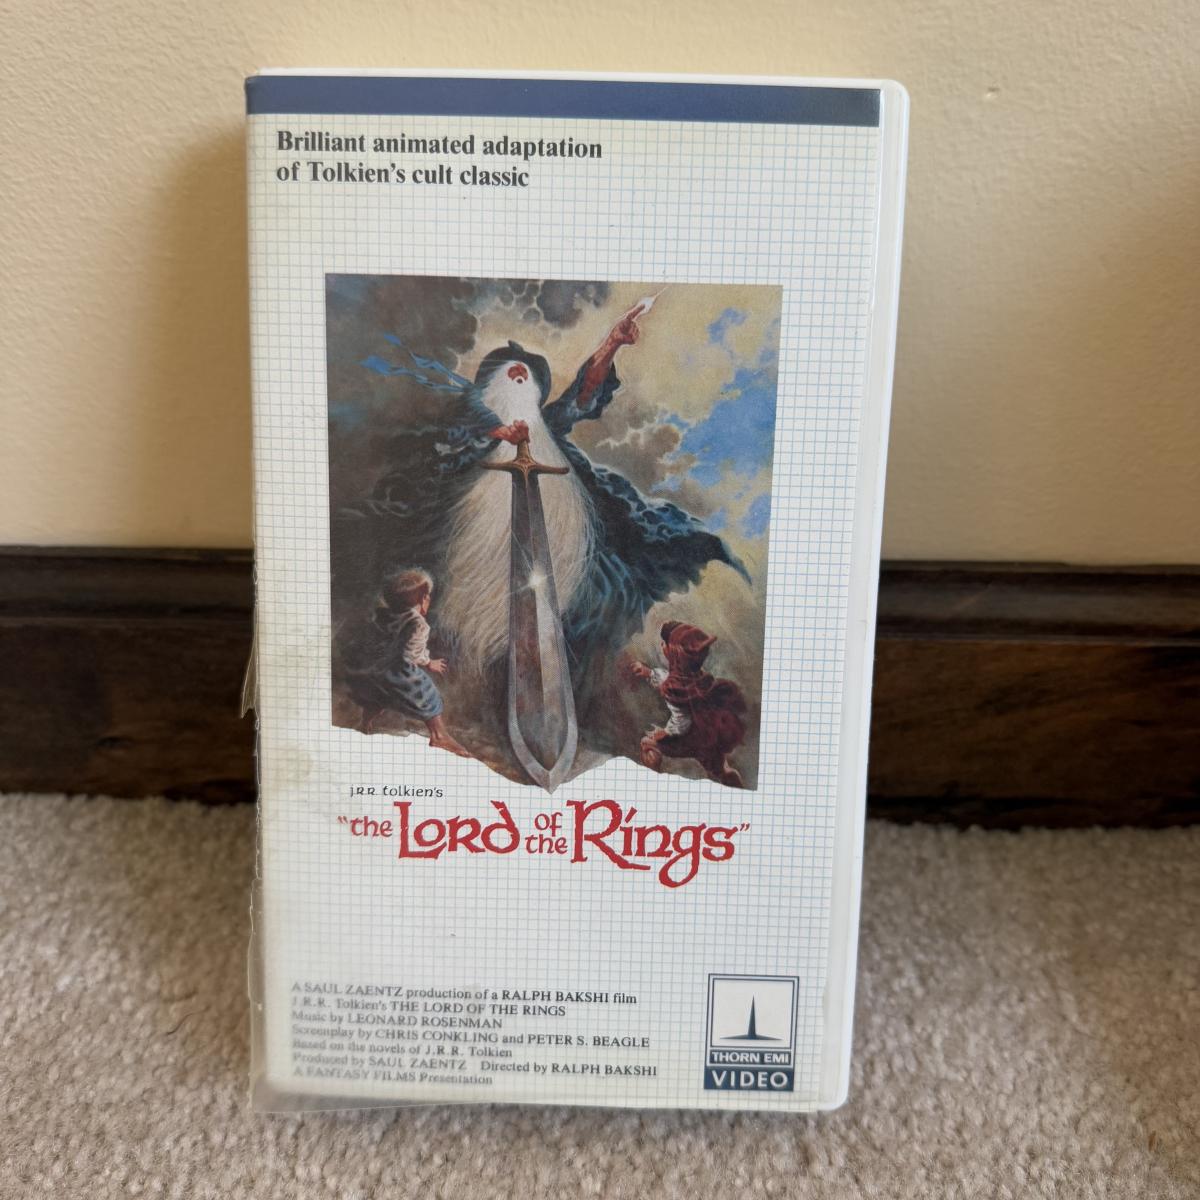 Brilliant animated adaptation
of Tolkien's cult classic
J.R.R. tolkien's
"the Lord of the Rings"
A SAUL ZAENTZ production of a RALPH BAKSHI film
J.R.R. Tolkien's THE LORD OF THE RINGS
Music by LEONARD ROSENMAN
Screenplay by CHRIS CONKLING and PETER S. BEAGLE
Based on the novels of J.R.R. Tolkien
Produced by SAUL ZAENTZ Directed by RALPH BAKSHI
A FANTASY FILMS Presentation
THORN EMI
VIDEO